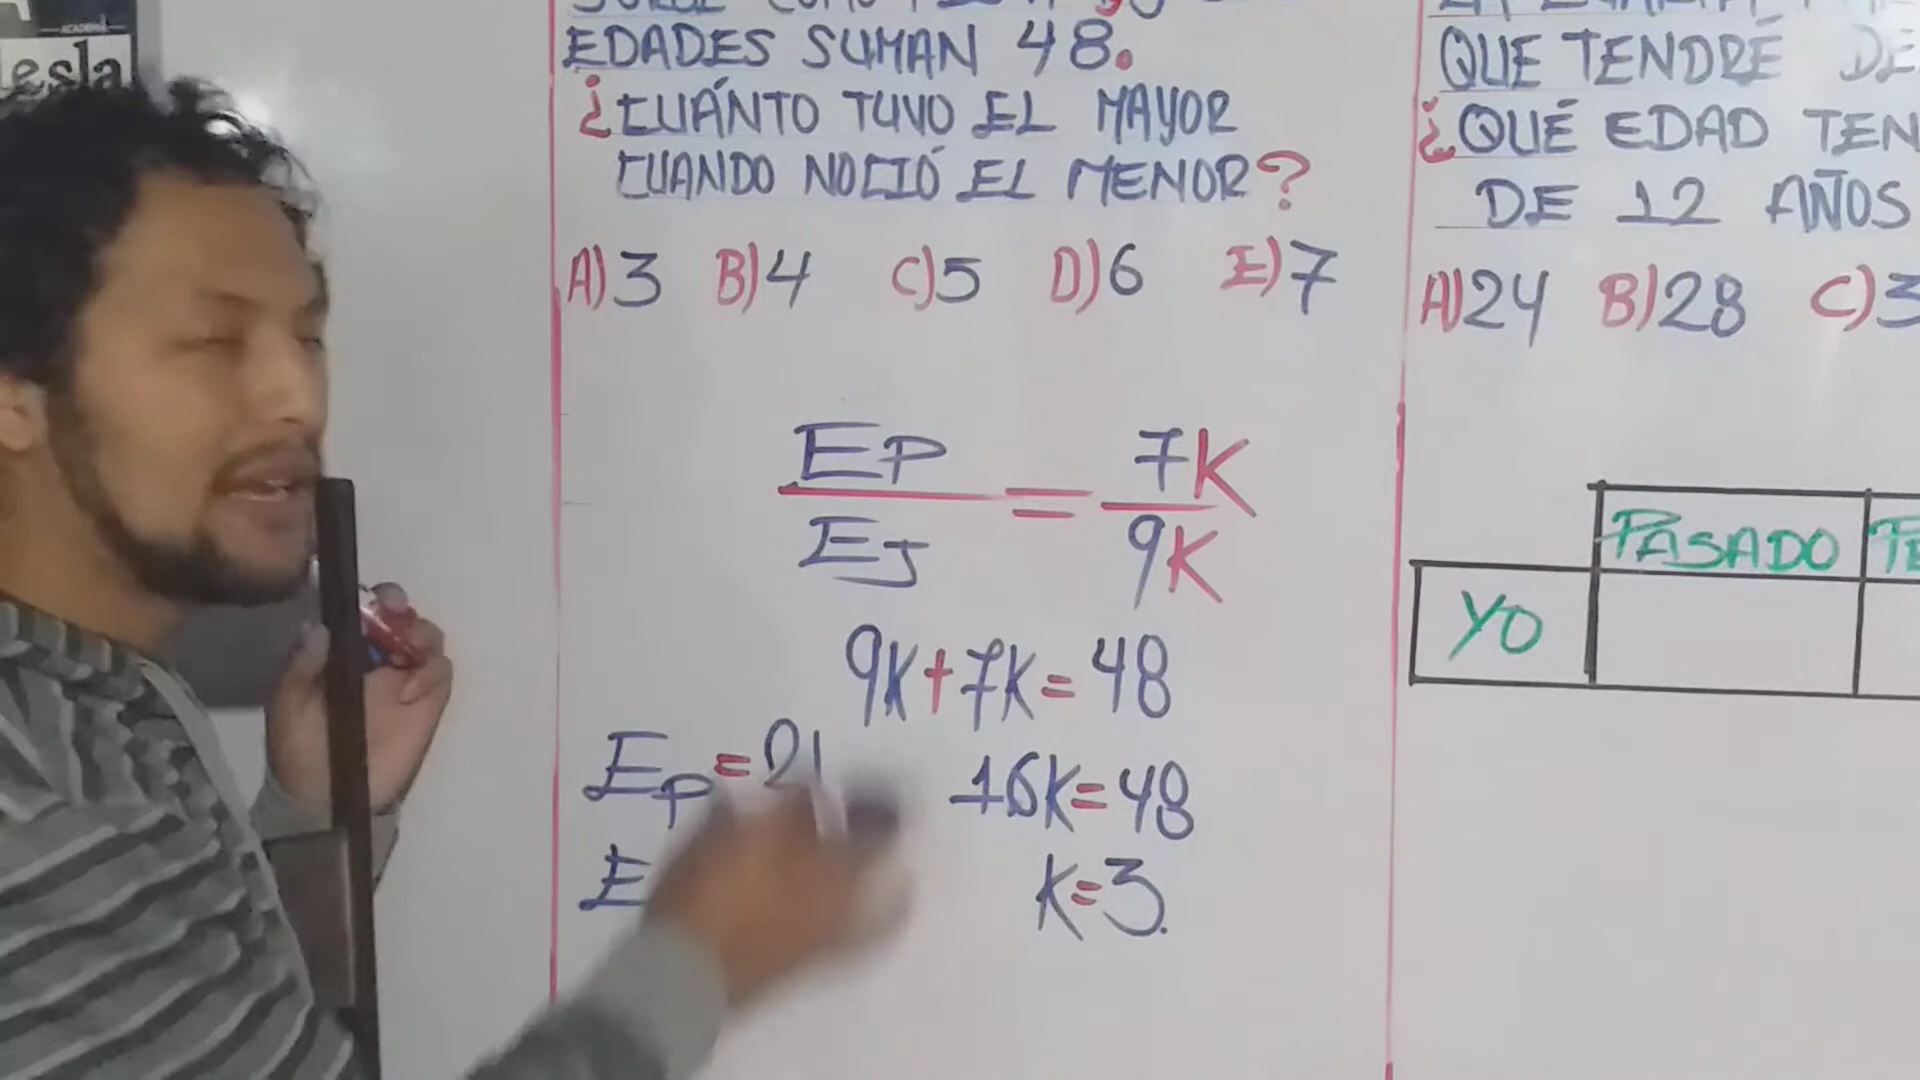 ACADEMIA
esla
EDADES SUMAN 48.
¿CUÁNTO TUVO EL MAYOR
CUANDO NOCIÓ EL MENOR?
A)3 B)4 C)5 D)6 E)7
EP = 7K
EJ 9K
9K+7K=48
EP=21
16K=48
E
K=3.
QUE TENDRÉ DE
¿QUÉ EDAD TEN
DE 12 AÑOS
A)24 B)28 C)3
PASADO
YO